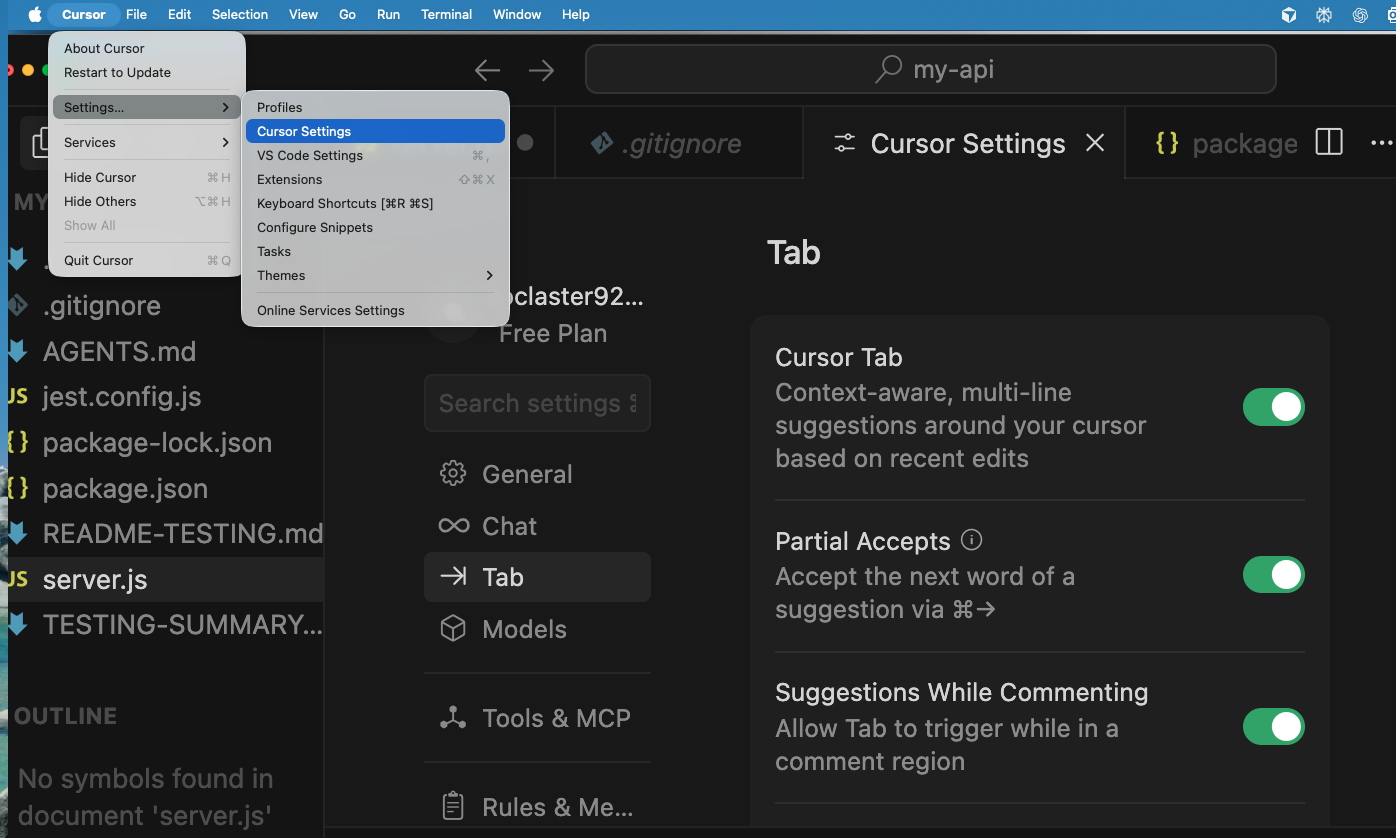 Cursor File Edit Selection View Go Run Terminal Window Help
About Cursor
Restart to Update
Settings...
Services
Hide Cursor ⌘ H
Hide Others ⌥ ⌘ H
Show All
Quit Cursor ⌘ Q
Profiles
Cursor Settings
VS Code Settings ⌘ ,
Extensions ⇧ ⌘ X
Keyboard Shortcuts [⌘R ⌘S]
Configure Snippets
Tasks
Themes
Online Services Settings
my-api
.gitignore
Cursor Settings
{} package
MY
.gitignore
AGENTS.md
JS jest.config.js
{} package-lock.json
{} package.json
README-TESTING.md
JS server.js
TESTING-SUMMARY...
OUTLINE
No symbols found in
document 'server.js'
claster92...
Free Plan
Search settings
General
Chat
Tab
Models
Tools & MCP
Rules & Me...
Tab
Cursor Tab
Context-aware, multi-line
suggestions around your cursor
based on recent edits
Partial Accepts
Accept the next word of a
suggestion via ⌘→
Suggestions While Commenting
Allow Tab to trigger while in a
comment region